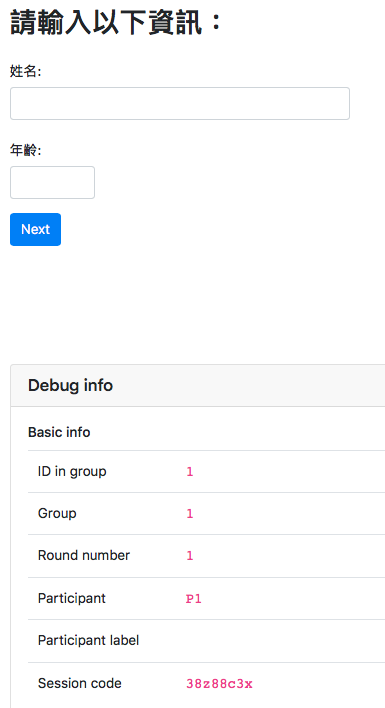 請輸入以下資訊：
姓名:
年齡:
Next
Debug info
Basic info
ID in group 1
Group 1
Round number 1
Participant P1
Participant label
Session code 38z88c3x